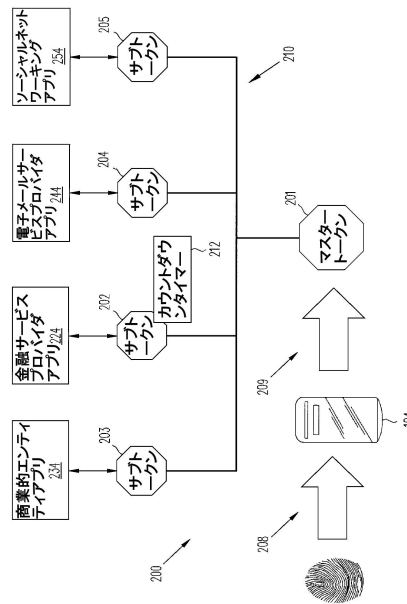 商業的エンティ
ティアプリ
234
金融サービス
プロバイダ
アプリ
224
電子メールサー
ビスプロバイダ
アプリ
244
ソーシャルネット
ワーキング
アプリ
254
203
サブト
ークン
202
サブト
ークン
204
サブト
ークン
205
サブト
ークン
カウントダウ
ンタイマー
212
210
200
201
マスター
トークン
208
209